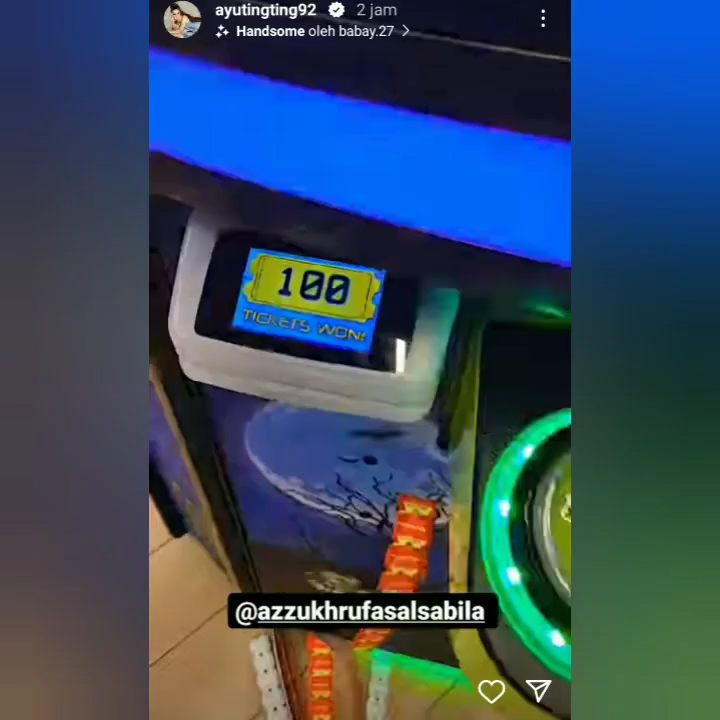 ayutingting92 2 jam
Handsome oleh babay.27
100
TICKETS WON!
@azzukhrufasalsabila